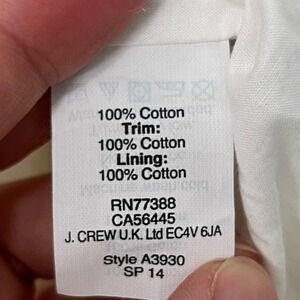 100% Cotton
Trim:
100% Cotton
Lining:
100% Cotton
RN77388
CA56445
J. CREW U.K. Ltd EC4V 6JA
Style A3930
SP 14